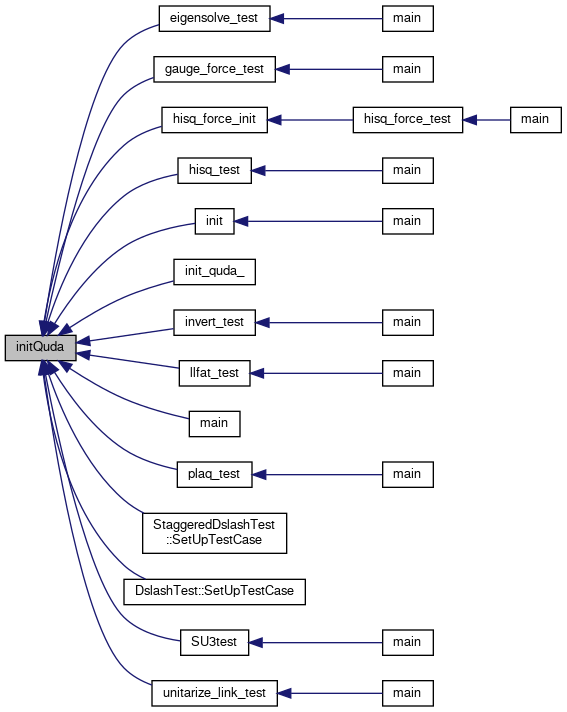 eigensolve_test
main
gauge_force_test
main
hisq_force_init
hisq_force_test
main
hisq_test
main
init
main
init_quda_
invert_test
main
initQuda
llfat_test
main
main
plaq_test
main
StaggeredDslashTest
::SetUpTestCase
DslashTest::SetUpTestCase
SU3test
main
unitarize_link_test
main